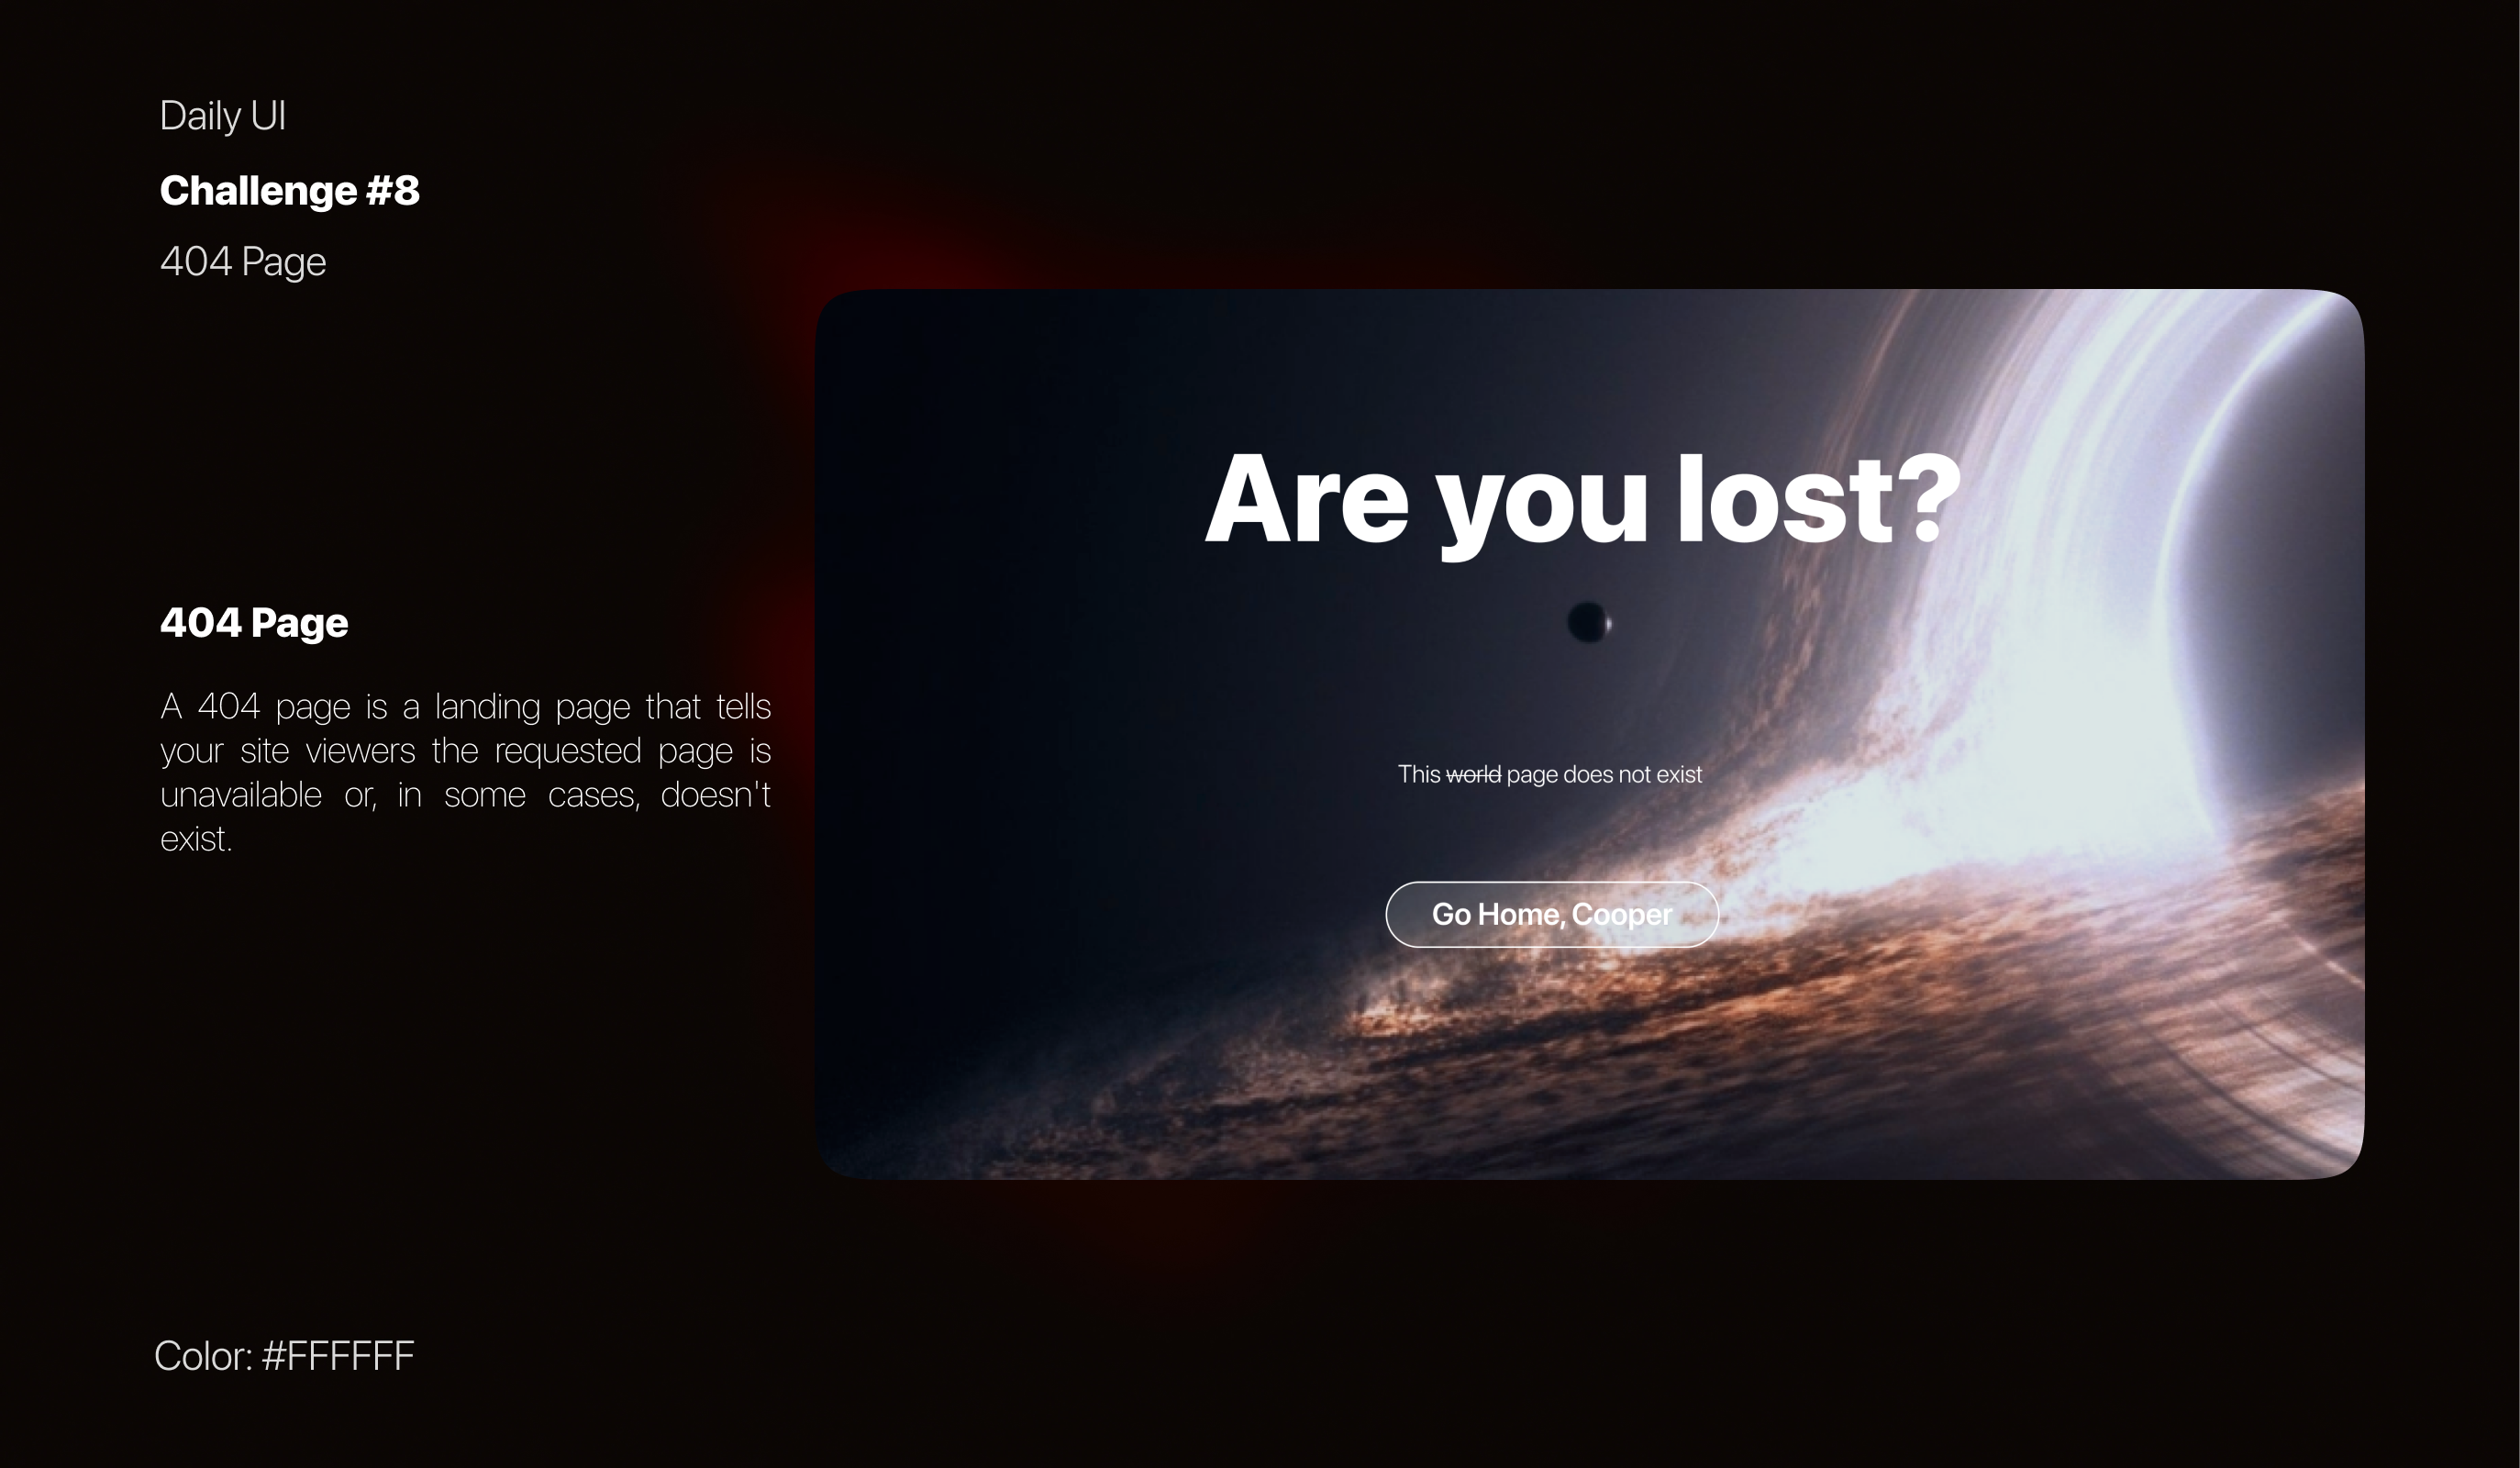 Daily UI
Challenge #8
404 Page
404 Page
A 404 page is a landing page that tells
your site viewers the requested page is
unavailable or, in some cases, doesn't
exist.
Are you lost?
This world page does not exist
Go Home, Cooper
Color: #FFFFFF